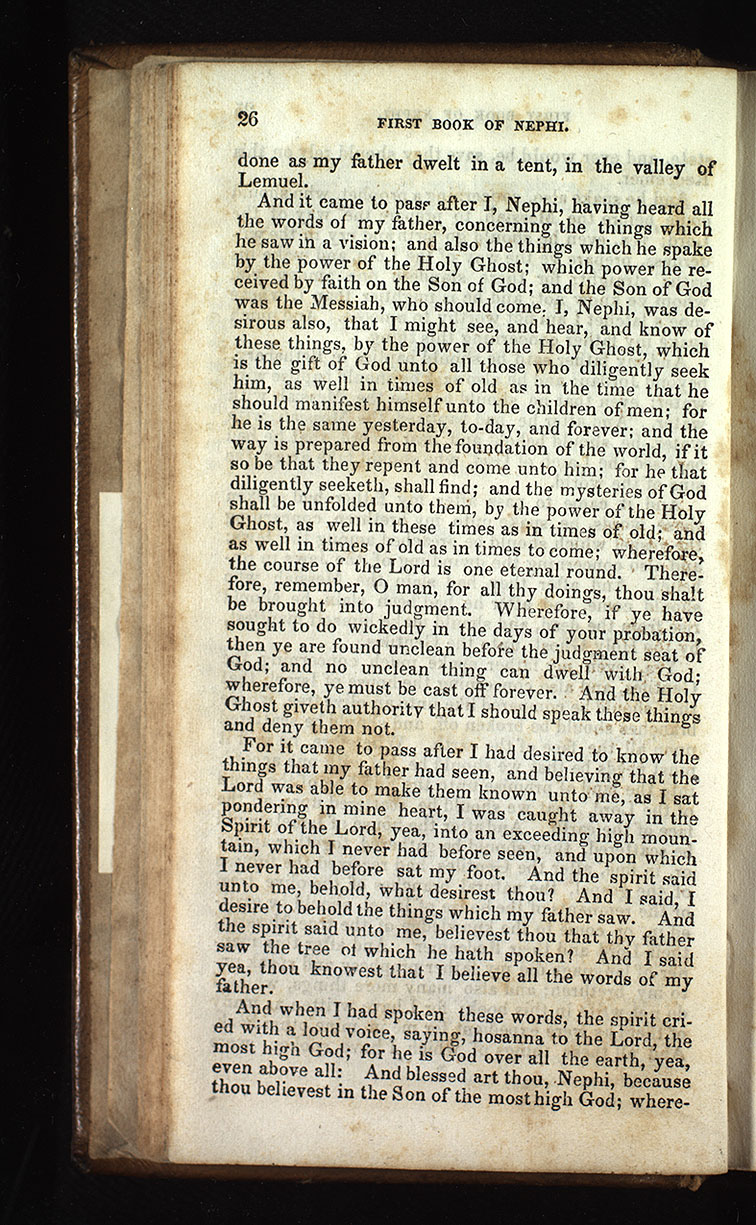 26 FIRST BOOK OF NEPHI.
done as my father dwelt in a tent, in the valley of
Lemuel.
And it came to pass after I, Nephi, having heard all
the words of my father, concerning the things which
he saw in a vision; and also the things which he spake
by the power of the Holy Ghost; which power he re-
ceived by faith on the Son of God; and the Son of God
was the Messiah, who should come. I, Nephi, was de-
sirous also, that I might see, and hear, and know of
these things, by the power of the Holy Ghost, which
is the gift of God unto all those who diligently seek
him, as well in times of old as in the time that he
should manifest himself unto the children of men; for
he is the same yesterday, to-day, and forever; and the
way is prepared from the foundation of the world, if it
so be that they repent and come unto him; for he that
diligently seeketh, shall find; and the mysteries of God
shall be unfolded unto them, by the power of the Holy
Ghost, as well in these times as in times of old; and
as well in times of old as in times to come; wherefore,
the course of the Lord is one eternal round. There-
fore, remember, O man, for all thy doings, thou shalt
be brought into judgment. Wherefore, if ye have
sought to do wickedly in the days of your probation,
then ye are found unclean before the judgment seat of
God; and no unclean thing can dwell with God;
wherefore, ye must be cast off forever. And the Holy
Ghost giveth authority that I should speak these things
and deny them not.
For it came to pass after I had desired to know the
things that my father had seen, and believing that the
Lord was able to make them known unto me, as I sat
pondering in mine heart, I was caught away in the
Spirit of the Lord, yea, into an exceeding high moun-
tain, which I never had before seen, and upon which
I never had before sat my foot. And the spirit said
unto me, behold, what desirest thou? And I said, I
desire to behold the things which my father saw. And
the spirit said unto me, believest thou that thy father
saw the tree of which he hath spoken? And I said
yea, thou knowest that I believe all the words of my
father.
And when I had spoken these words, the spirit cri-
ed with a loud voice, saying, hosanna to the Lord, the
most high God; for he is God over all the earth, yea,
even above all: And blessed art thou, Nephi, because
thou believest in the Son of the most high God; where-